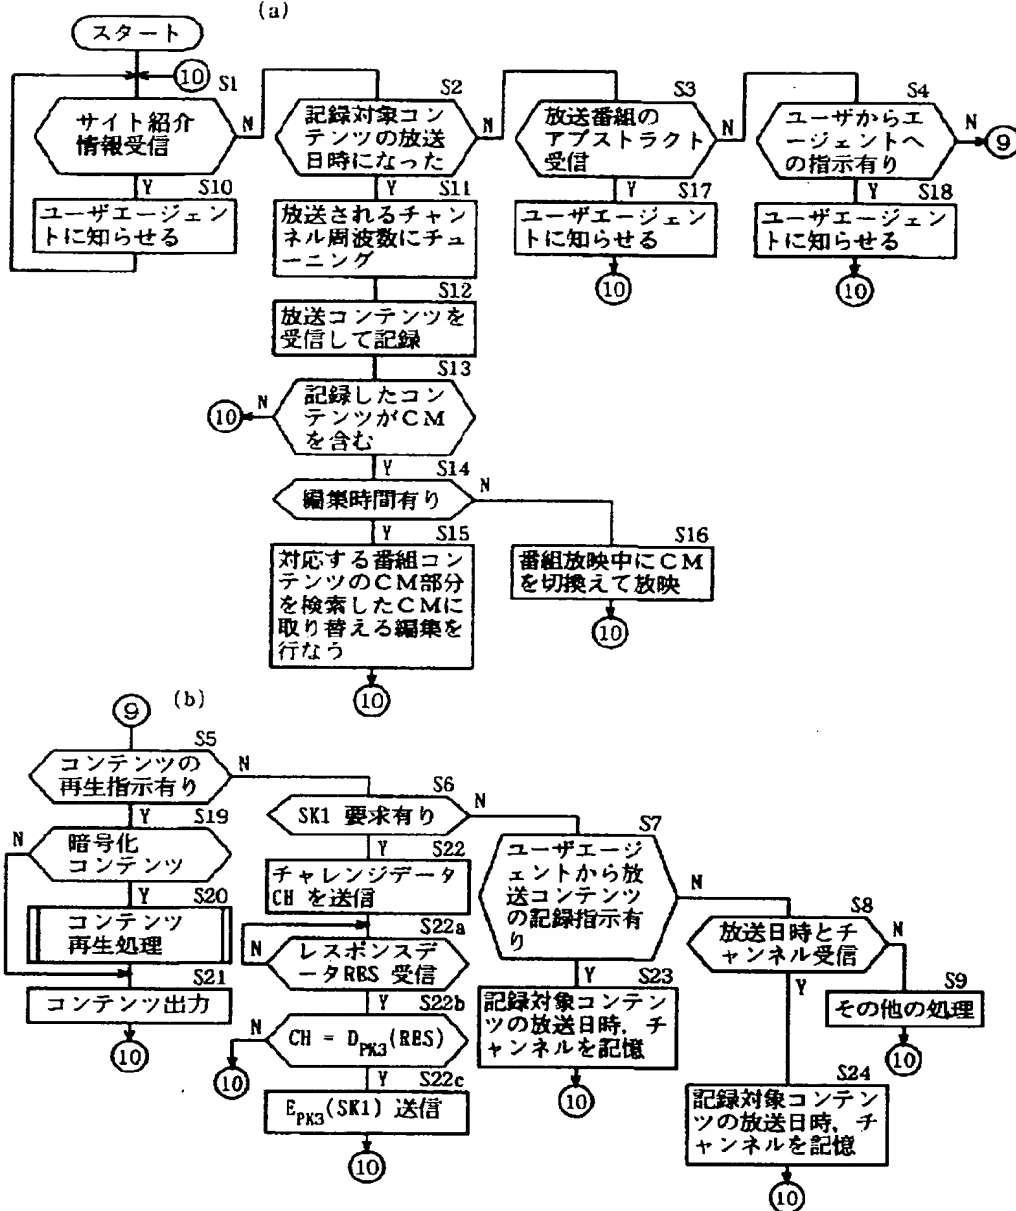 (a)
スタート
⑩
S1
サイト紹介
情報受信
N
Y
S10
ユーザエージェン
トに知らせる
S2
記録対象コン
テンツの放送
日時になった
N
Y
S11
放送されるチャン
ネル周波数にチュ
ーニング
S12
放送コンテンツを
受信して記録
S13
記録したコン
テンツがCM
を含む
N
⑩
Y
S14
編集時間有り
N
Y
S15
対応する番組コン
テンツのCM部分
を検索したCMに
取り替える編集を
行なう
⑩
S16
番組放映中にCM
を切換えて放映
⑩
S3
放送番組の
アブストラクト
受信
N
Y
S17
ユーザエージェン
トに知らせる
⑩
S4
ユーザからエ
ージェントへ
の指示有り
N
⑨
Y
S18
ユーザエージェン
トに知らせる
⑩
(b)
⑨
S5
コンテンツの
再生指示有り
N
Y
S19
暗号化
コンテンツ
N
Y
S20
コンテンツ
再生処理
S21
コンテンツ出力
⑩
S6
SK1 要求有り
N
Y
S22
チャレンジデータ
CH を送信
S22a
レスポンスデ
ータRES 受信
N
Y
S22b
CH = DPK3(RES)
N
⑩
Y
S22c
EPK3(SK1) 送信
⑩
S7
ユーザエージ
ェントから放
送コンテンツ
の記録指示有
り
N
Y
S23
記録対象コンテン
ツの放送日時，チ
ャンネルを記憶
⑩
S8
放送日時とチ
ャンネル受信
N
Y
S9
その他の処理
S24
記録対象コンテン
ツの放送日時，チ
ャンネルを記憶
⑩